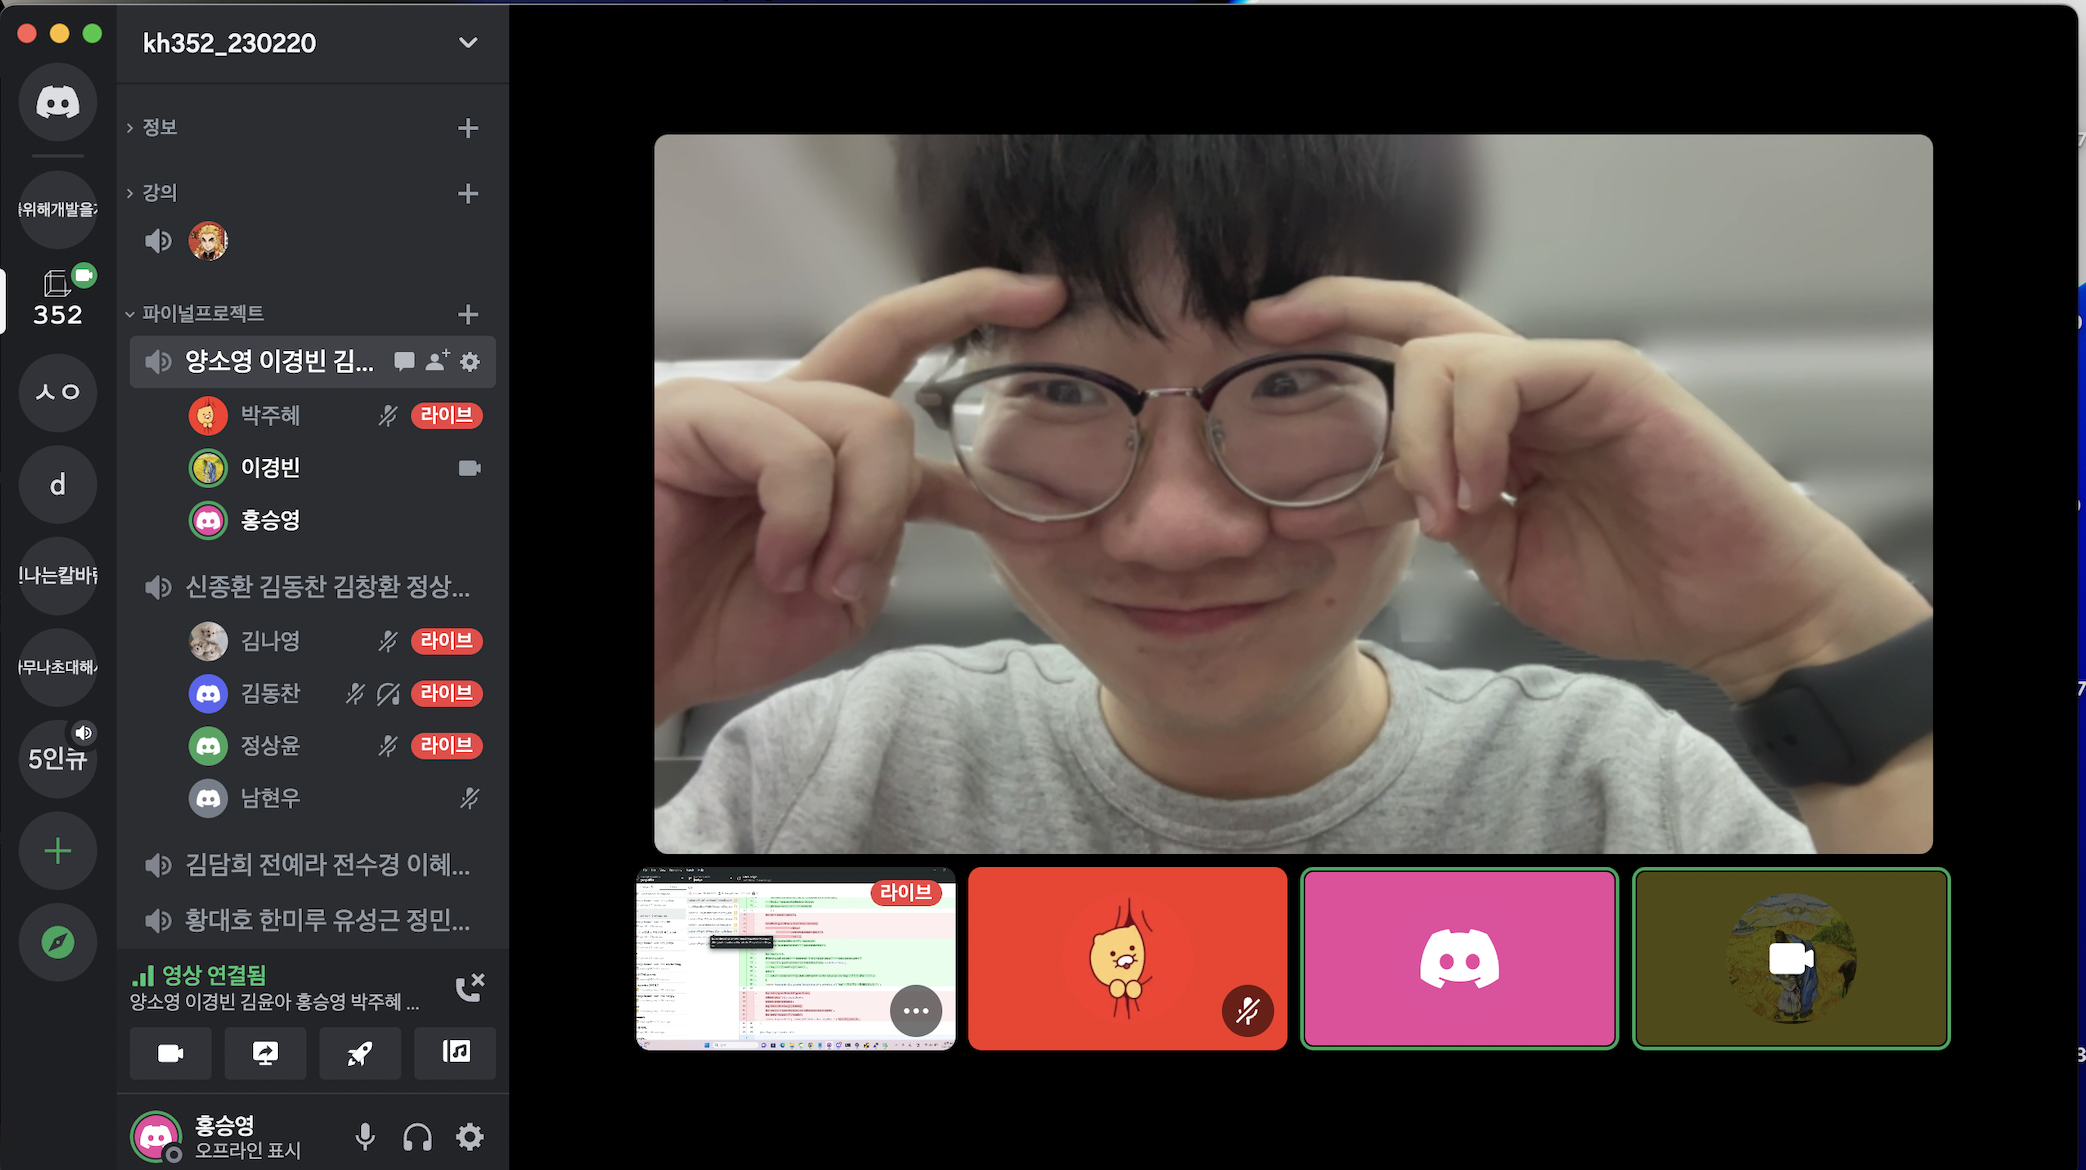 kh352_230220
정보
강의
파이널프로젝트
양소영 이경빈 김...
박주혜
라이브
이경빈
홍승영
신종환 김동찬 김창환 정상...
김나영
라이브
김동찬
라이브
정상윤
라이브
남현우
김담희 전예라 전수경 이혜...
황대호 한미루 유성근 정민...
영상 연결됨
양소영 이경빈 김윤아 홍승영 박주혜 ...
홍승영
오프라인 표시
위해개발을
352
ㅅㅇ
d
나는칼바
무나초대해
5인큐
라이브